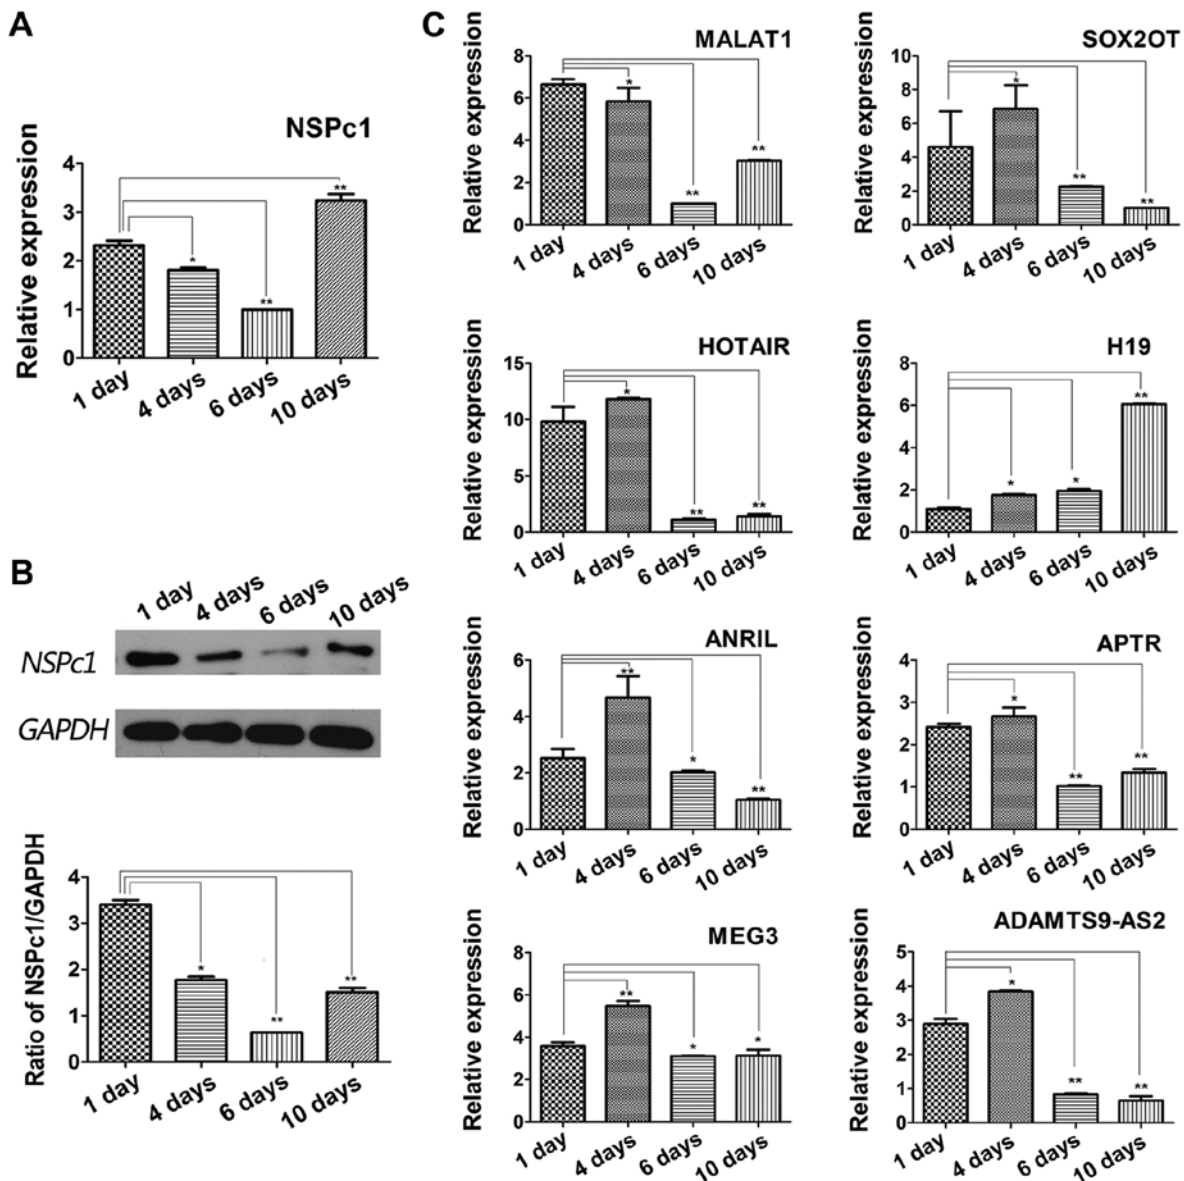 A
NSPc1
Relative expression
4
3
2
1
0
**
*
**
1 day
4 days
6 days
10 days
B
1 day
4 days
6 days
10 days
NSPc1
GAPDH
Ratio of NSPc1/GAPDH
4
3
2
1
0
*
**
**
1 day
4 days
6 days
10 days
C
MALAT1
Relative expression
8
6
4
2
0
*
**
**
1 day
4 days
6 days
10 days
SOX2OT
Relative expression
10
8
6
4
2
0
*
**
**
1 day
4 days
6 days
10 days
HOTAIR
Relative expression
15
10
5
0
*
**
**
1 day
4 days
6 days
10 days
H19
Relative expression
8
6
4
2
0
*
*
**
1 day
4 days
6 days
10 days
ANRIL
Relative expression
6
4
2
0
**
*
**
1 day
4 days
6 days
10 days
APTR
Relative expression
4
3
2
1
0
*
**
**
1 day
4 days
6 days
10 days
MEG3
Relative expression
8
6
4
2
0
**
*
*
1 day
4 days
6 days
10 days
ADAMTS9-AS2
Relative expression
5
4
3
2
1
0
*
**
**
1 day
4 days
6 days
10 days